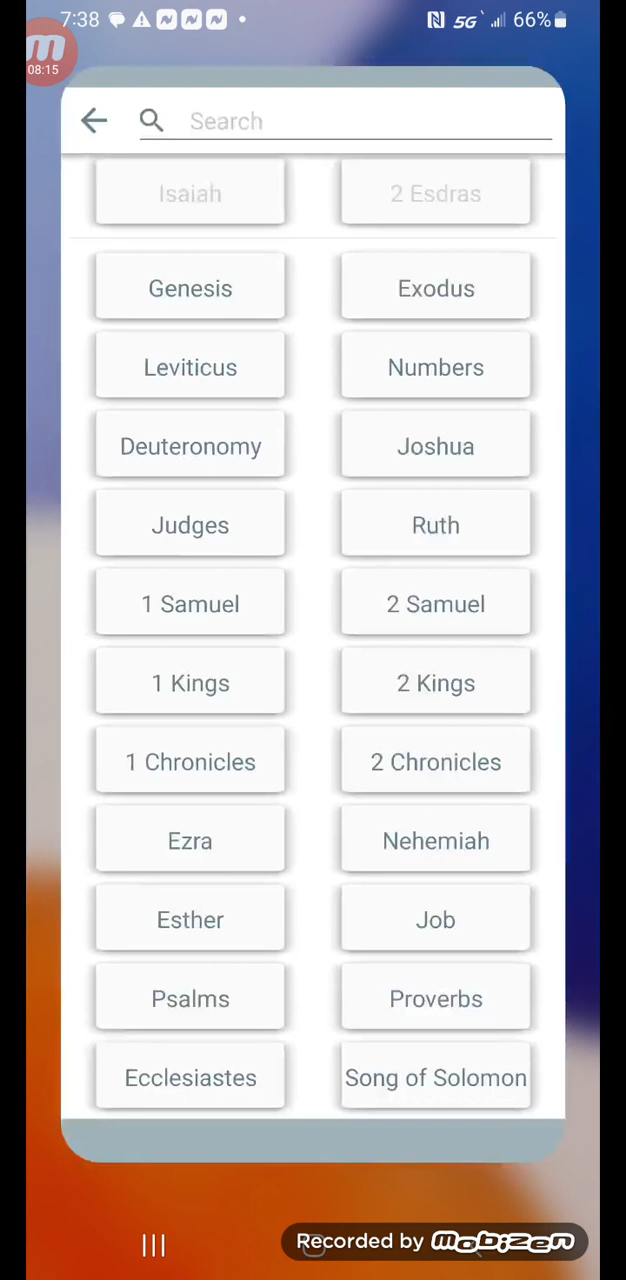 7:38
5G
66%
m
08:15
Search
Isaiah
2 Esdras
Genesis
Exodus
Leviticus
Numbers
Deuteronomy
Joshua
Judges
Ruth
1 Samuel
2 Samuel
1 Kings
2 Kings
1 Chronicles
2 Chronicles
Ezra
Nehemiah
Esther
Job
Psalms
Proverbs
Ecclesiastes
Song of Solomon
Recorded by mobizen